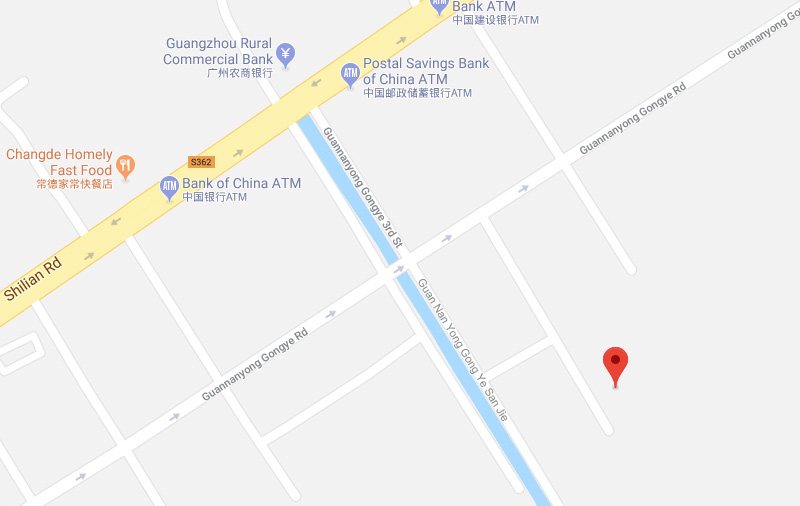 Bank ATM
中国建设银行ATM
Guannanyong Go
Guangzhou Rural
Commercial Bank
广州农商银行
ATM
Postal Savings Bank
of China ATM
中国邮政储蓄银行ATM
Guannanyong Gongye Rd
Guannanyong Gongye 3rd St
Changde Homely
Fast Food
常德家常快餐店
S362
ATM
Bank of China ATM
中国银行ATM
Shilian Rd
Guan Nan Yong Gong Ye San Jie
Guannanyong Gongye Rd